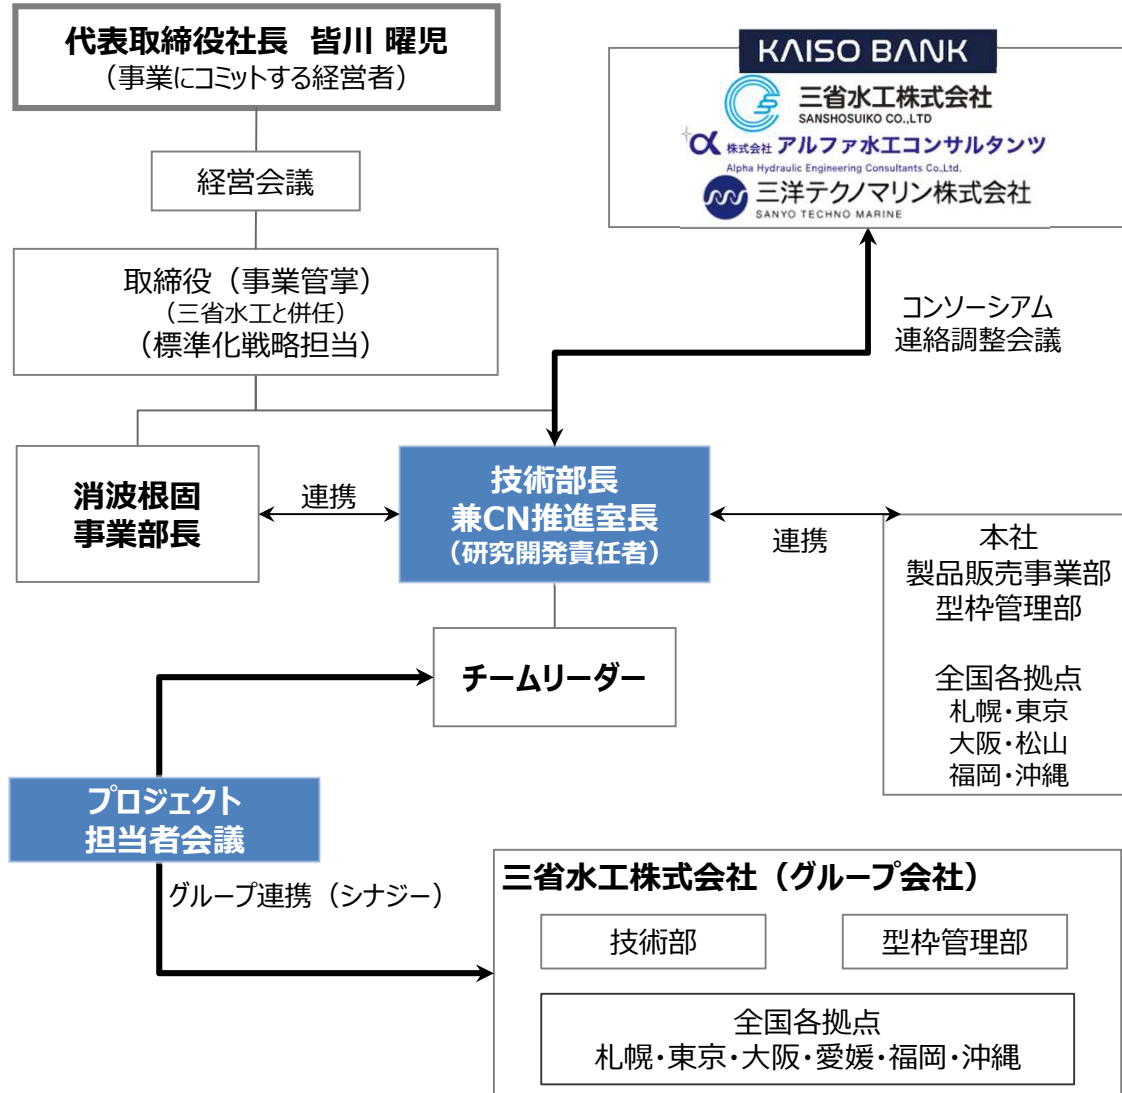 代表取締役社長 皆川 曜児
（事業にコミットする経営者）
経営会議
取締役（事業管掌）
（三省水工と併任）
（標準化戦略担当）
KAISO BANK
三省水工株式会社
SANSHOSUIKO CO.,LTD
α 株式会社 アルファ水工コンサルタンツ
Alpha Hydraulic Engineering Consultants Co.,Ltd.
三洋テクノマリン株式会社
SANYO TECHNO MARINE
コンソーシアム
連絡調整会議
消波根固
事業部長
連携
技術部長
兼CN推進室長
（研究開発責任者）
連携
本社
製品販売事業部
型枠管理部
全国各拠点
札幌・東京
大阪・松山
福岡・沖縄
チームリーダー
プロジェクト
担当者会議
グループ連携（シナジー）
三省水工株式会社（グループ会社）
技術部
型枠管理部
全国各拠点
札幌・東京・大阪・愛媛・福岡・沖縄